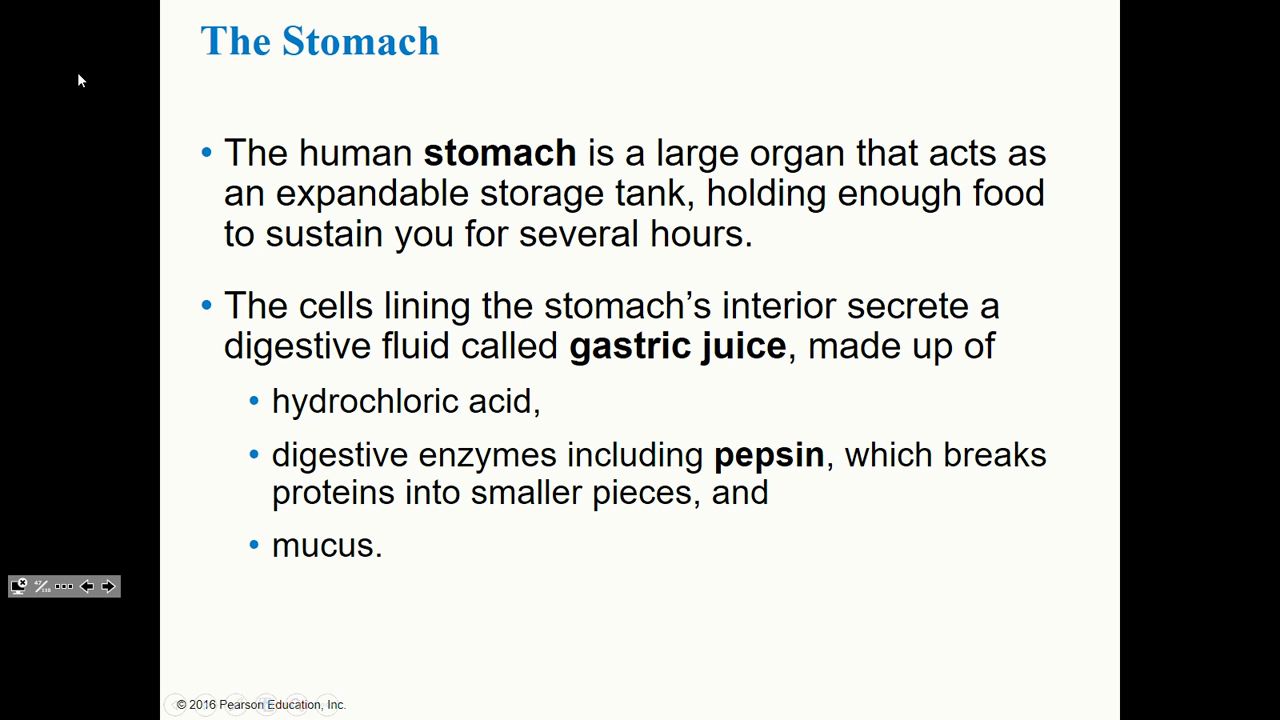 The Stomach
• The human stomach is a large organ that acts as
an expandable storage tank, holding enough food
to sustain you for several hours.
• The cells lining the stomach’s interior secrete a
digestive fluid called gastric juice, made up of
• hydrochloric acid,
• digestive enzymes including pepsin, which breaks
proteins into smaller pieces, and
• mucus.
47/118
© 2016 Pearson Education, Inc.